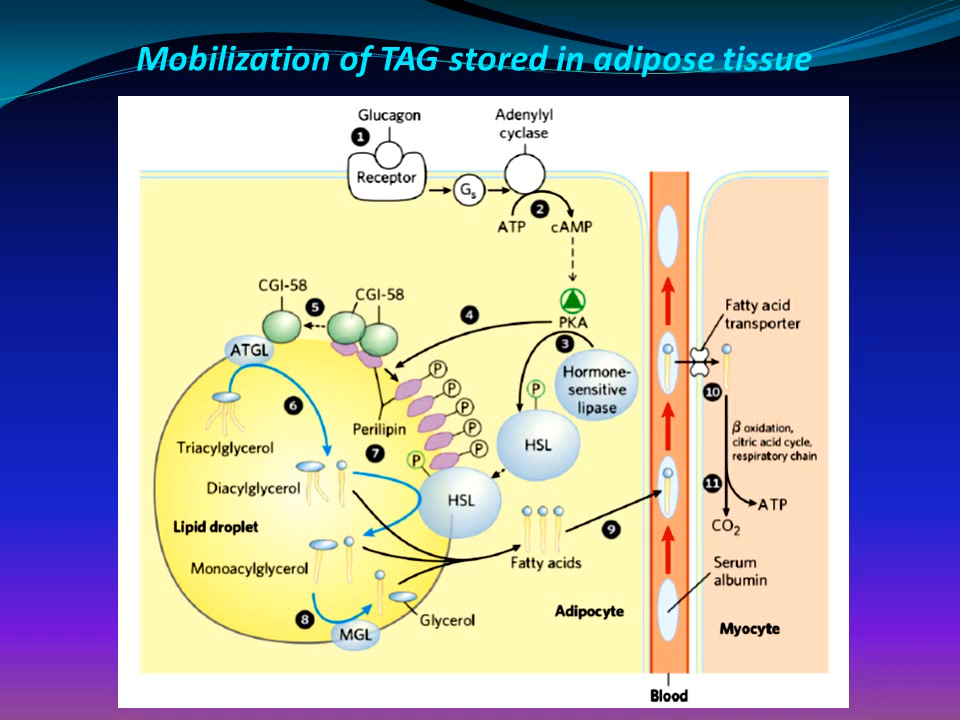 Mobilization of TAG stored in adipose tissue
Glucagon
1
Receptor
Gs
Adenylyl
cyclase
2
ATP
cAMP
PKA
3
4
Hormone-
sensitive
lipase
P
HSL
CGI-58
5
CGI-58
ATGL
6
Triacylglycerol
Perilipin
P
P
P
P
P
7
P
HSL
Diacylglycerol
Lipid droplet
Monoacylglycerol
8
MGL
Glycerol
Fatty acids
9
Adipocyte
Fatty acid
transporter
10
β oxidation,
citric acid cycle,
respiratory chain
11
ATP
CO2
Serum
albumin
Myocyte
Blood